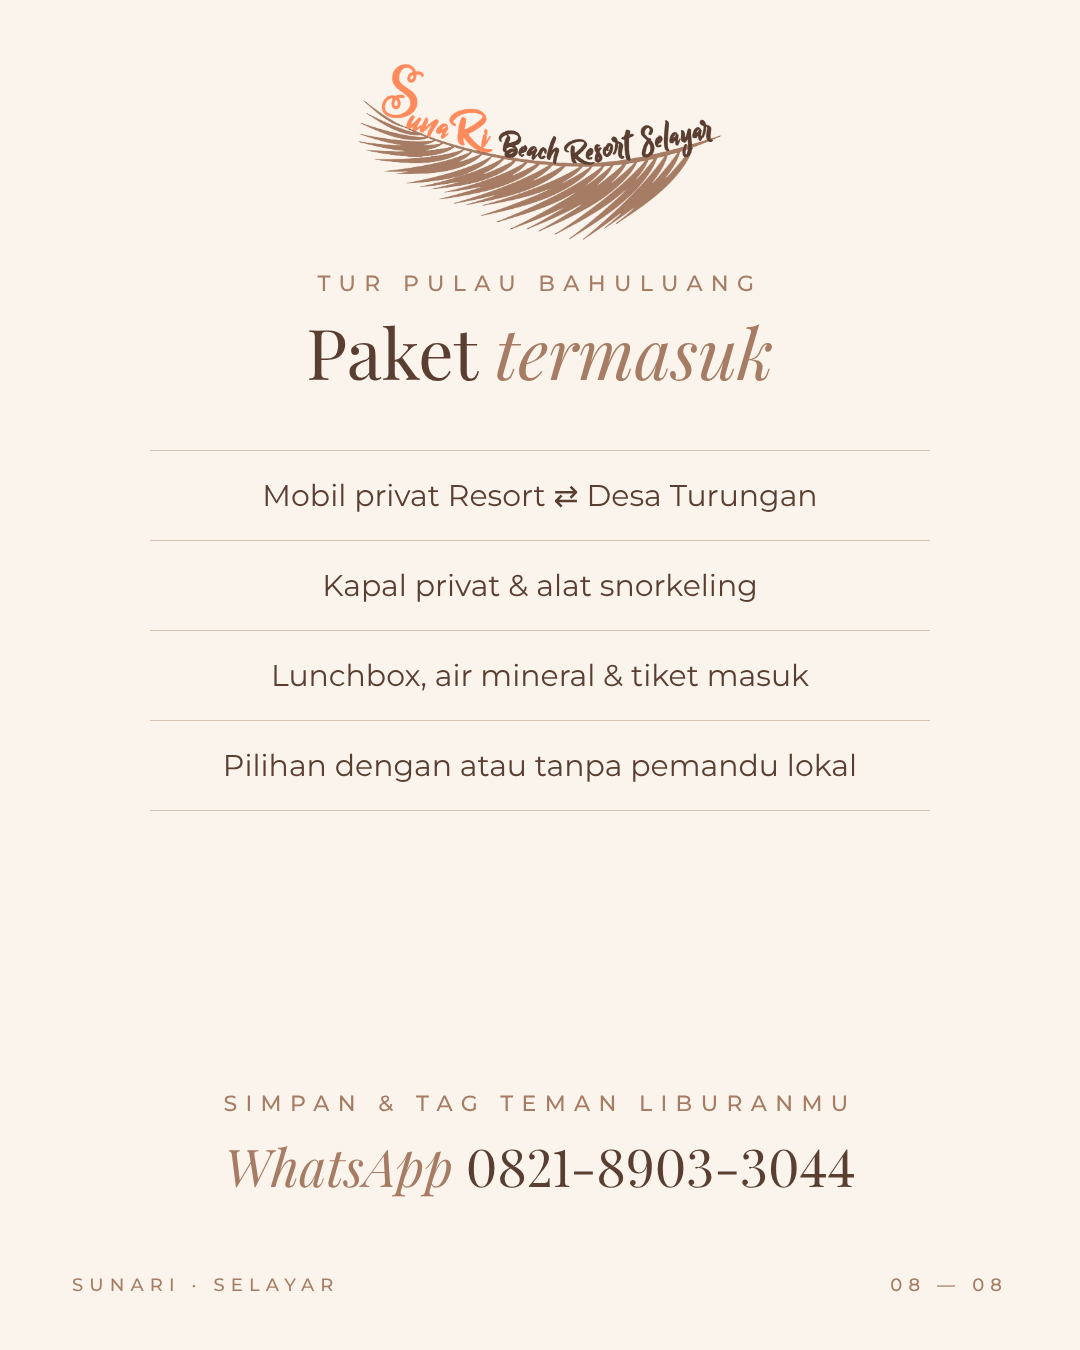 SunaRi Beach Resort Selayar
TUR PULAU BAHULUANG
Paket termasuk
Mobil privat Resort ⇄ Desa Turungan
Kapal privat & alat snorkeling
Lunchbox, air mineral & tiket masuk
Pilihan dengan atau tanpa pemandu lokal
SIMPAN & TAG TEMAN LIBURANMU
WhatsApp 0821-8903-3044
SUNARI · SELAYAR
08 — 08